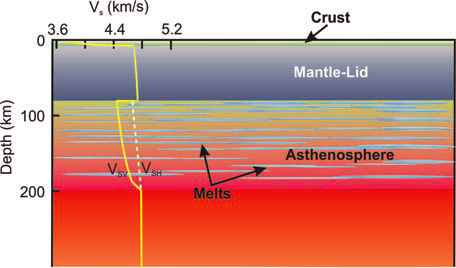 Vs (km/s)
3.6 4.4 5.2
Crust
0
Mantle-Lid
100
Depth (km)
Asthenosphere
VSV VSH
Melts
200